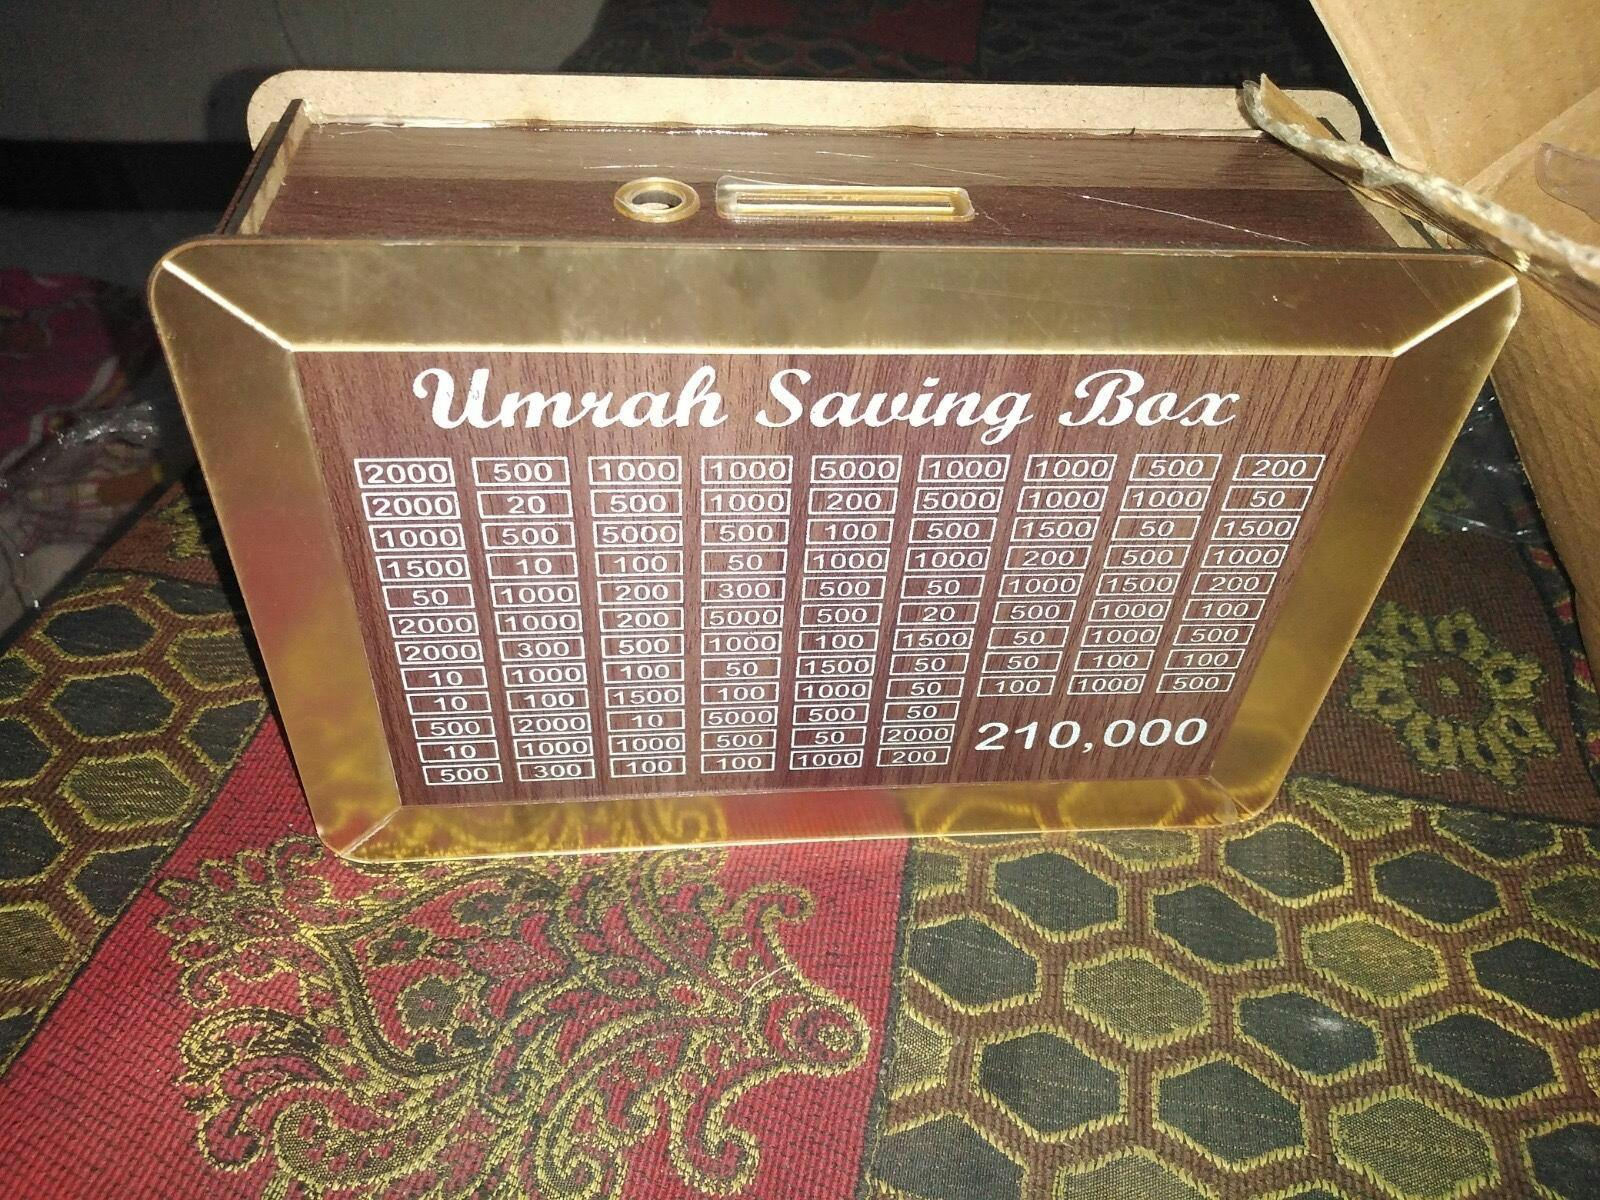 Umrah Saving Box
2000 500 1000 1000 5000 1000 1000 500 200
2000 20 500 1000 200 5000 1000 1000 50
1000 500 5000 500 100 500 1500 50 1500
1500 10 100 50 1000 1000 200 500 1000
50 1000 200 300 500 50 1000 1500 200
2000 1000 200 5000 500 20 500 1000 100
2000 300 500 1000 100 1500 50 1000 500
10 1000 100 50 1500 50 50 100 100
10 100 1500 100 1000 50 100 1000 500
500 2000 10 5000 500 50
10 1000 1000 500 50 2000
500 300 100 100 1000 200
210,000